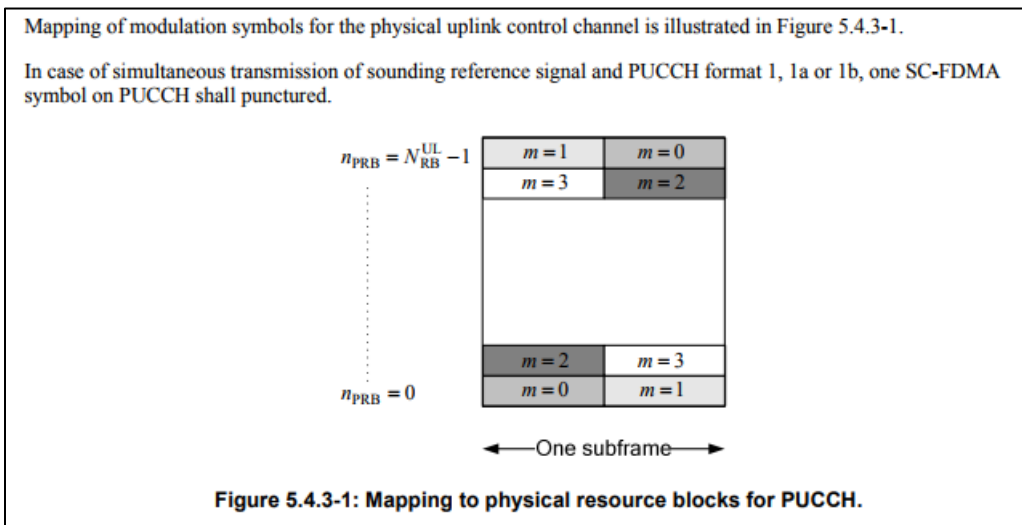 Mapping of modulation symbols for the physical uplink control channel is illustrated in Figure 5.4.3-1.
In case of simultaneous transmission of sounding reference signal and PUCCH format 1, 1a or 1b, one SC-FDMA
symbol on PUCCH shall punctured.
n_PRB = N_RB^UL − 1 m = 1 m = 0
m = 3 m = 2
m = 2 m = 3
n_PRB = 0 m = 0 m = 1
One subframe
Figure 5.4.3-1: Mapping to physical resource blocks for PUCCH.